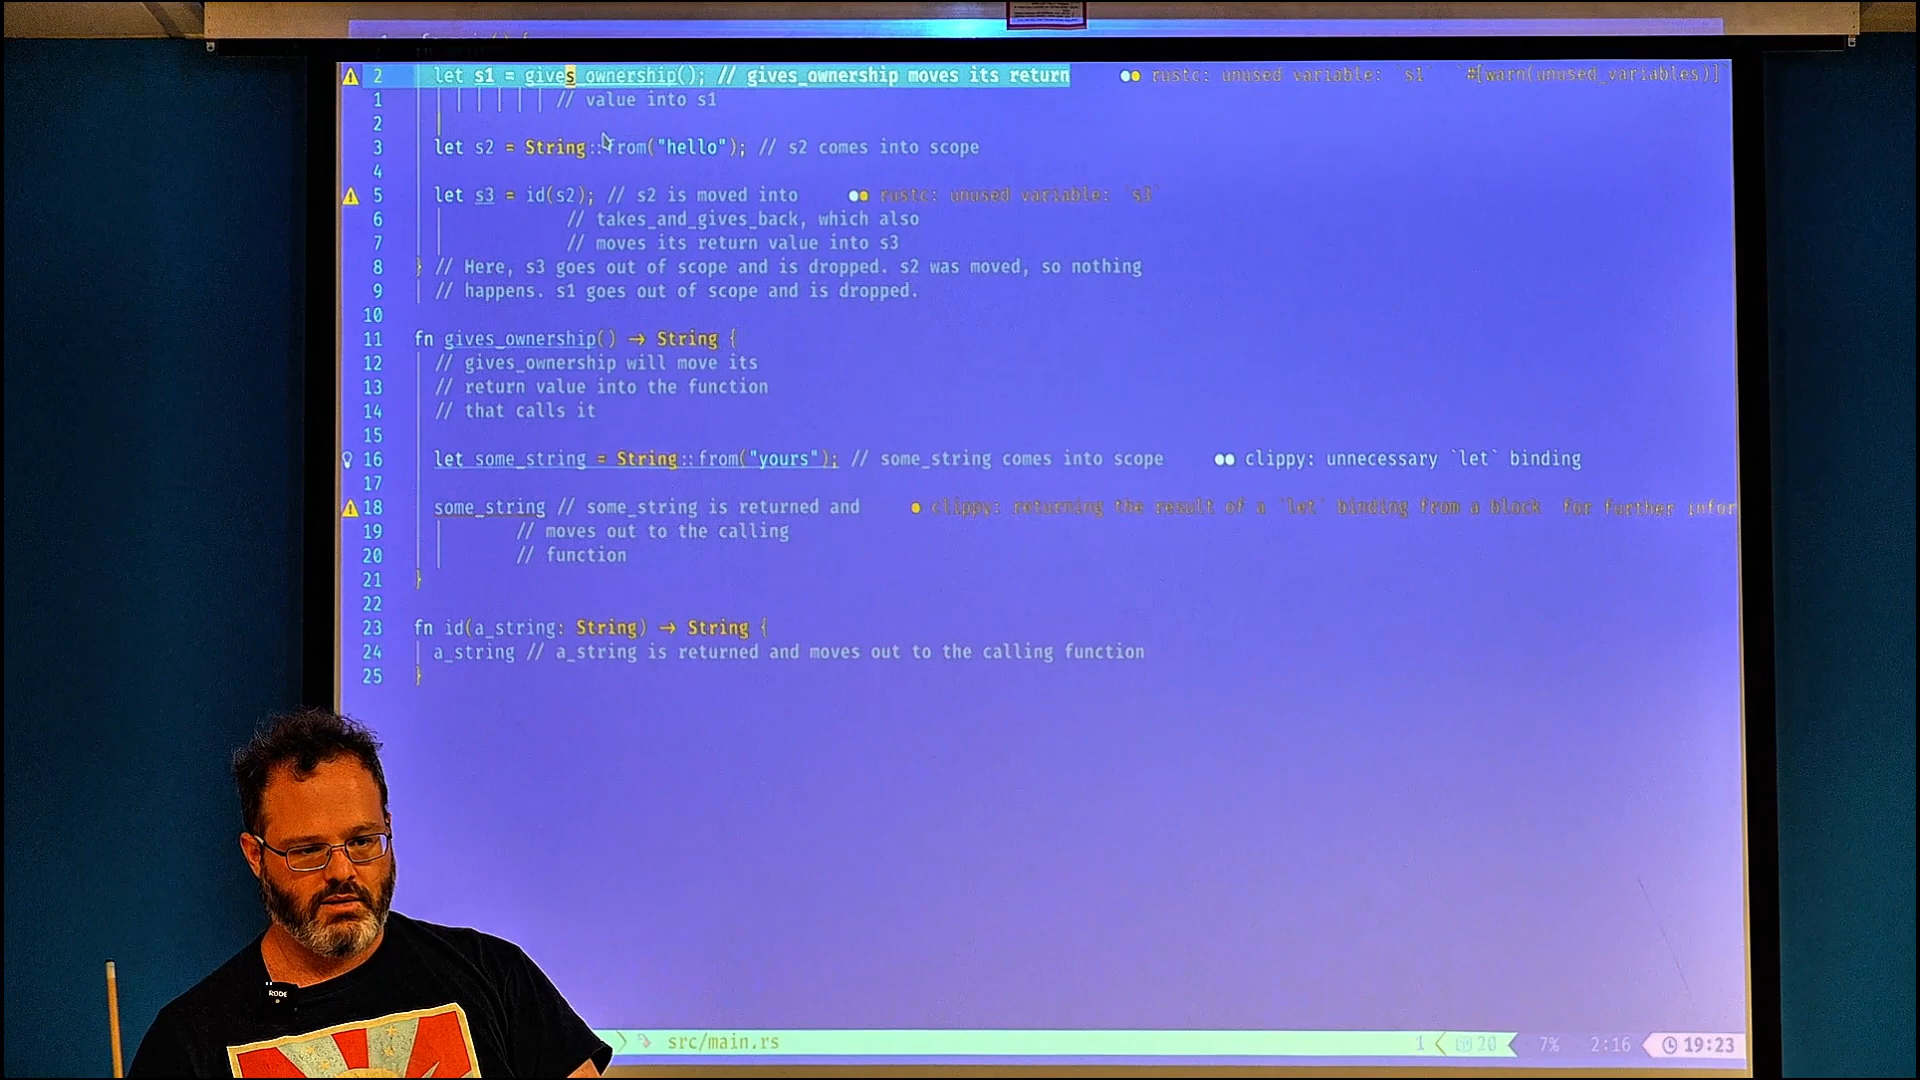 2 let s1 = gives_ownership(); // gives_ownership moves its return rustc: unused variable: `s1` `#[warn(unused_variables)]`
1 // value into s1
2
3 let s2 = String::from("hello"); // s2 comes into scope
4
5 let s3 = id(s2); // s2 is moved into rustc: unused variable: `s3`
6 // takes_and_gives_back, which also
7 // moves its return value into s3
8 } // Here, s3 goes out of scope and is dropped. s2 was moved, so nothing
9 // happens. s1 goes out of scope and is dropped.
10
11 fn gives_ownership() → String {
12 // gives_ownership will move its
13 // return value into the function
14 // that calls it
15
16 let some_string = String::from("yours"); // some_string comes into scope clippy: unnecessary `let` binding
17
18 some_string // some_string is returned and clippy: returning the result of a `let` binding from a block for further infor
19 // moves out to the calling
20 // function
21 }
22
23 fn id(a_string: String) → String {
24 a_string // a_string is returned and moves out to the calling function
25 }
RODE
src/main.rs 1 20 7% 2:16 19:23